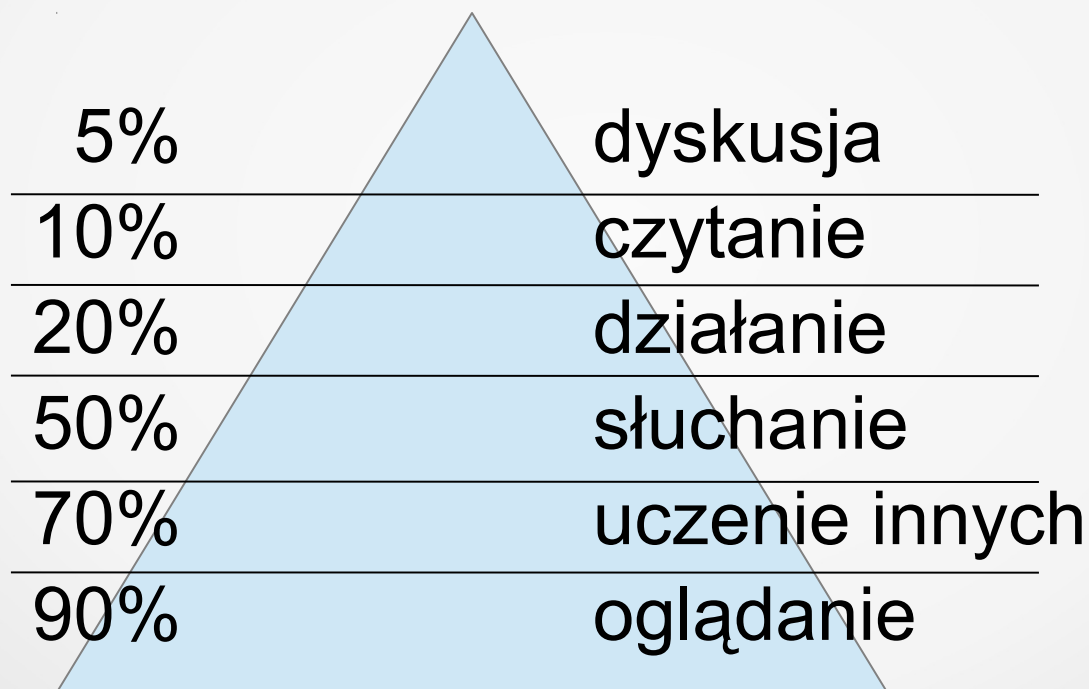 5% dyskusja
10% czytanie
20% działanie
50% słuchanie
70% uczenie innych
90% oglądanie